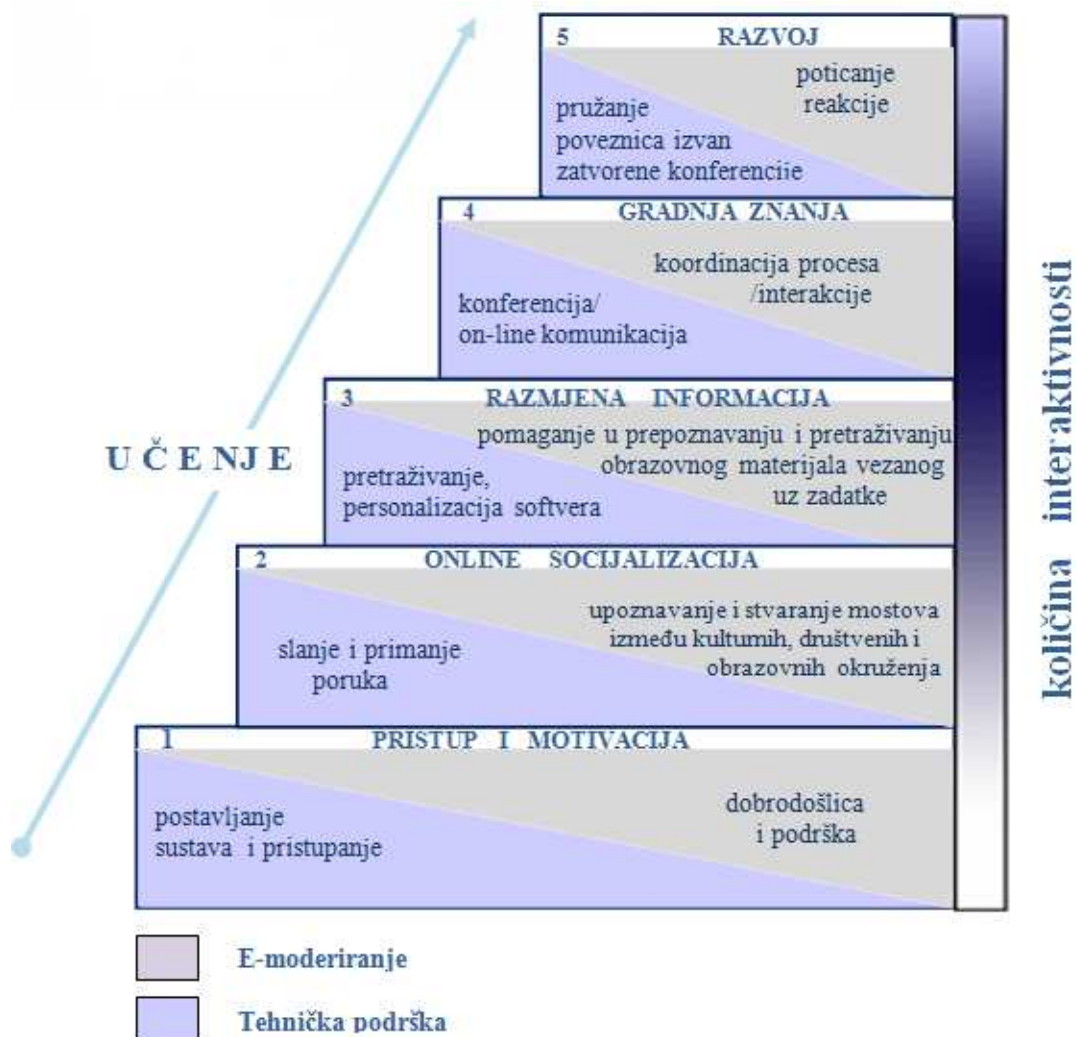 5 RAZVOJ
poticanje
reakcije
pružanje
poveznica izvan
zatvorene konferencije
4 GRADNJA ZNANJA
koordinacija procesa
/interakcije
konferencija/
on-line komunikacija
3 RAZMJENA INFORMACIJA
pomaganje u prepoznavanju i pretraživanju
obrazovnog materijala vezanog
uz zadatke
pretraživanje,
personalizacija softvera
2 ONLINE SOCIJALIZACIJA
upoznavanje i stvaranje mostova
između kulturnih, društvenih i
obrazovnih okruženja
slanje i primanje
poruka
1 PRISTUP I MOTIVACIJA
dobrodošlica
i podrška
postavljanje
sustava i pristupanje
U Č E NJ E
količina interaktivnosti
E-moderiranje
Tehnička podrška